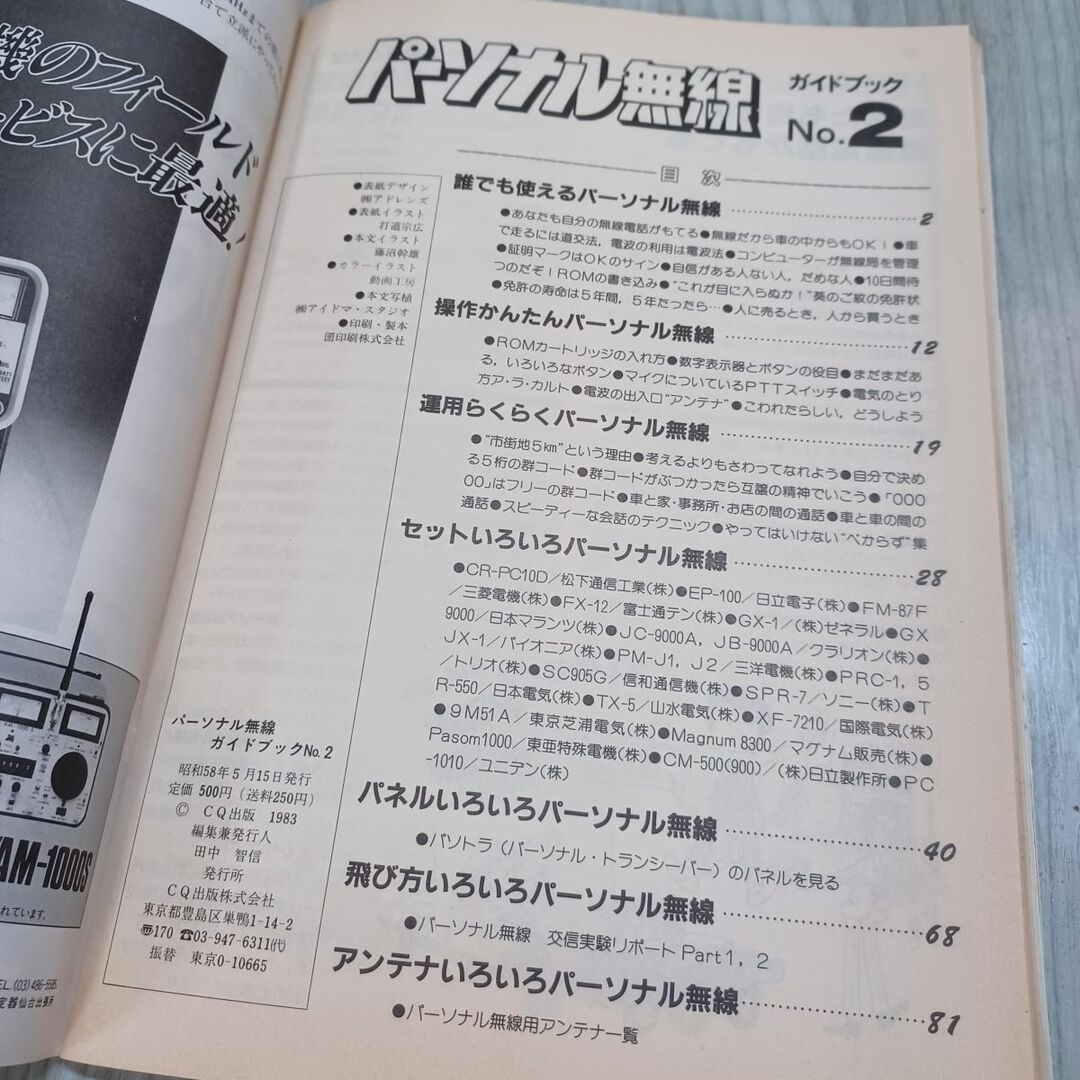 機のフィールド
ービスに最適！
パーソナル無線
ガイドブック
No.2
目次
誰でも使えるパーソナル無線 2
●あなたも自分の無線電話がもてる●無線だから車の中からもOK！●車
で走るには道交法，電波の利用は電波法●コンピューターが無線局を管理
●証明マークはOKのサイン●自信がある人ない人，だめな人●10日間待
つのだぞ！ROMの書き込み●“これが目に入らぬか！”葵のご紋の免許状
●免許の寿命は5年間，5年たったら…●人に売るとき，人から買うとき
操作かんたんパーソナル無線 12
●ROMカートリッジの入れ方●数字表示器とボタンの役目●まだまだあ
る，いろいろなボタン●マイクについているPTTスイッチ●電気のとり
方ア・ラ・カルト●電波の出入口“アンテナ”●こわれたらしい，どうしよう
運用らくらくパーソナル無線 19
●“市街地5km”という理由●考えるよりもさわってなれよう●自分で決め
る5桁の群コード●群コードがぶつかったら互譲の精神でいこう●「000
00」はフリーの群コード●車と家・事務所・お店の間の通話●車と車の間の
通話●スピーディーな会話のテクニック●やってはいけない“べからず”集
セットいろいろパーソナル無線 28
●CR-PC10D／松下通信工業(株)●EP-100／日立電子(株)●FM-87F
／三菱電機(株)●FX-12／富士通テン(株)●GX-1／(株)ゼネラル●GX
9000／日本マランツ(株)●JC-9000A，JB-9000A／クラリオン(株)●
JX-1／パイオニア(株)●PM-J1，J2／三洋電機(株)●PRC-1，5
／トリオ(株)●SC905G／信和通信機(株)●SPR-7／ソニー(株)●T
R-550／日本電気(株)●TX-5／山水電気(株)●XF-7210／国際電気(株)
●9M51A／東京芝浦電気(株)●Magnum 8300／マグナム販売(株)●
Pasom1000／東亜特殊電機(株)●CM-500(900)／(株)日立製作所●PC
-1010／ユニデン(株)
パネルいろいろパーソナル無線 40
●パソトラ（パーソナル・トランシーバー）のパネルを見る
飛び方いろいろパーソナル無線 68
●パーソナル無線 交信実験リポート Part 1，2
アンテナいろいろパーソナル無線 81
●パーソナル無線用アンテナ一覧
●表紙デザイン
㈱アドレンズ
●表紙イラスト
打道宗広
●本文イラスト
藤沼幹雄
●カラーイラスト
動画工房
●本文写植
㈱アイドマ・スタジオ
●印刷・製本
図印刷株式会社
パーソナル無線
ガイドブックNo.2
昭和58年5月15日発行
定価 500円（送料250円）
© CQ出版 1983
編集兼発行人
田中 智信
発行所
CQ出版株式会社
東京都豊島区巣鴨1-14-2
〠170 ☎03-947-6311(代)
振替 東京0-10665
AM-1000S
れています。
EL.(03)486-5585
定器仙台出張所